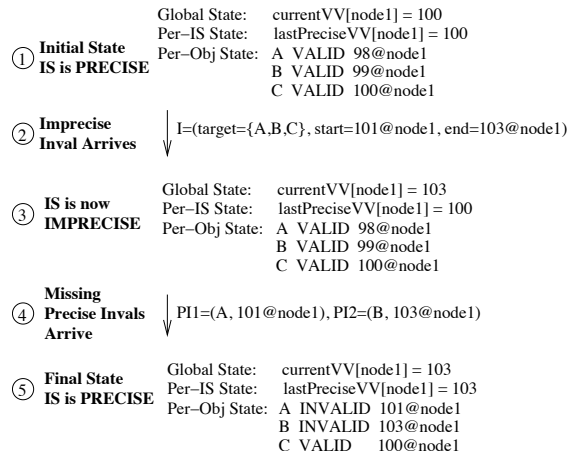 Global State: currentVV[node1] = 100
① Initial State IS is PRECISE
Per–IS State: lastPreciseVV[node1] = 100
Per–Obj State: A VALID 98@node1
B VALID 99@node1
C VALID 100@node1
② Imprecise Inval Arrives
I=(target={A,B,C}, start=101@node1, end=103@node1)
Global State: currentVV[node1] = 103
③ IS is now IMPRECISE
Per–IS State: lastPreciseVV[node1] = 100
Per–Obj State: A VALID 98@node1
B VALID 99@node1
C VALID 100@node1
④ Missing Precise Invals Arrive
PI1=(A, 101@node1), PI2=(B, 103@node1)
Global State: currentVV[node1] = 103
⑤ Final State IS is PRECISE
Per–IS State: lastPreciseVV[node1] = 103
Per–Obj State: A INVALID 101@node1
B INVALID 103@node1
C VALID 100@node1